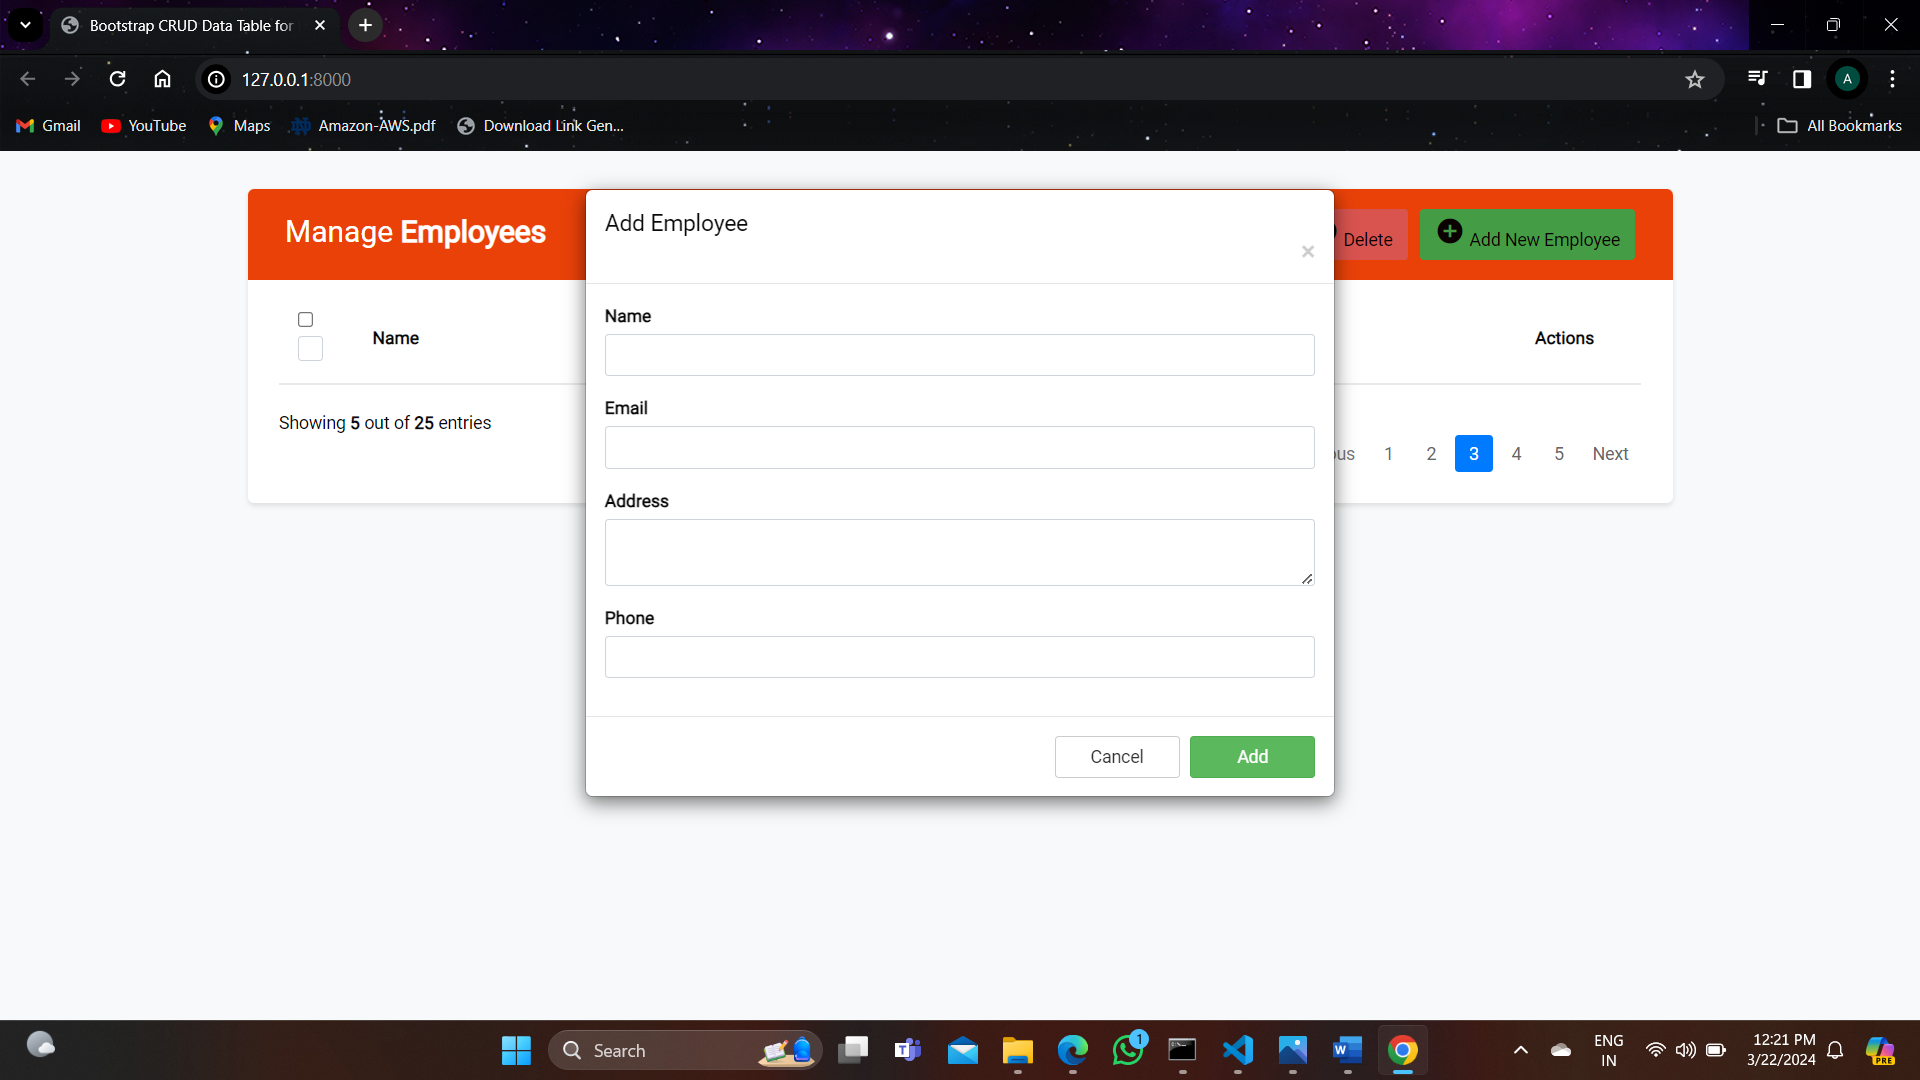 Bootstrap CRUD Data Table for
127.0.0.1:8000
A
Gmail
YouTube
Maps
Amazon-AWS.pdf
Download Link Gen...
All Bookmarks
Manage Employees
Delete
Add New Employee
Add Employee
×
Name
Actions
Showing 5 out of 25 entries
ous
1
2
3
4
5
Next
Name
Email
Address
Phone
Cancel
Add
Search
1
ENG
IN
12:21 PM
3/22/2024
PRE